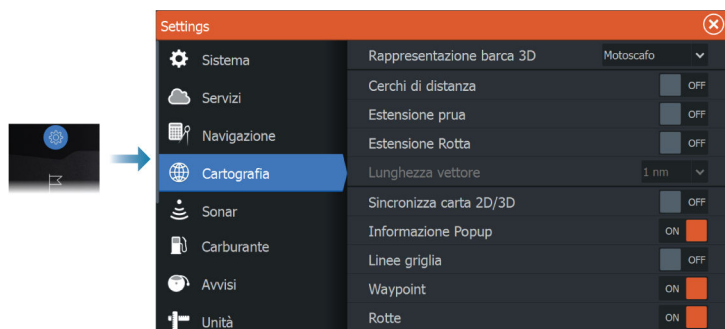 Settings
Sistema
Servizi
Navigazione
Cartografia
Sonar
Carburante
Avvisi
Unità
Rappresentazione barca 3D Motoscafo
Cerchi di distanza OFF
Estensione prua OFF
Estensione Rotta OFF
Lunghezza vettore 1 nm
Sincronizza carta 2D/3D OFF
Informazione Popup ON
Linee griglia OFF
Waypoint ON
Rotte ON